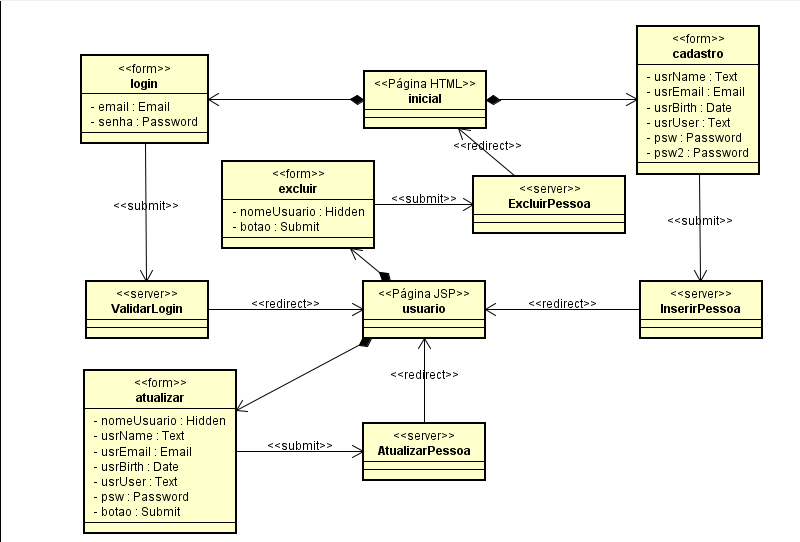 <<form>>
login
- email : Email
- senha : Password
<<Página HTML>>
inicial
<<form>>
cadastro
- usrName : Text
- usrEmail : Email
- usrBirth : Date
- usrUser : Text
- psw : Password
- psw2 : Password
<<redirect>>
<<form>>
excluir
- nomeUsuario : Hidden
- botao : Submit
<<submit>>
<<server>>
ExcluirPessoa
<<submit>>
<<submit>>
<<server>>
ValidarLogin
<<redirect>>
<<Página JSP>>
usuario
<<redirect>>
<<server>>
InserirPessoa
<<form>>
atualizar
- nomeUsuario : Hidden
- usrName : Text
- usrEmail : Email
- usrBirth : Date
- usrUser : Text
- psw : Password
- botao : Submit
<<redirect>>
<<submit>>
<<server>>
AtualizarPessoa